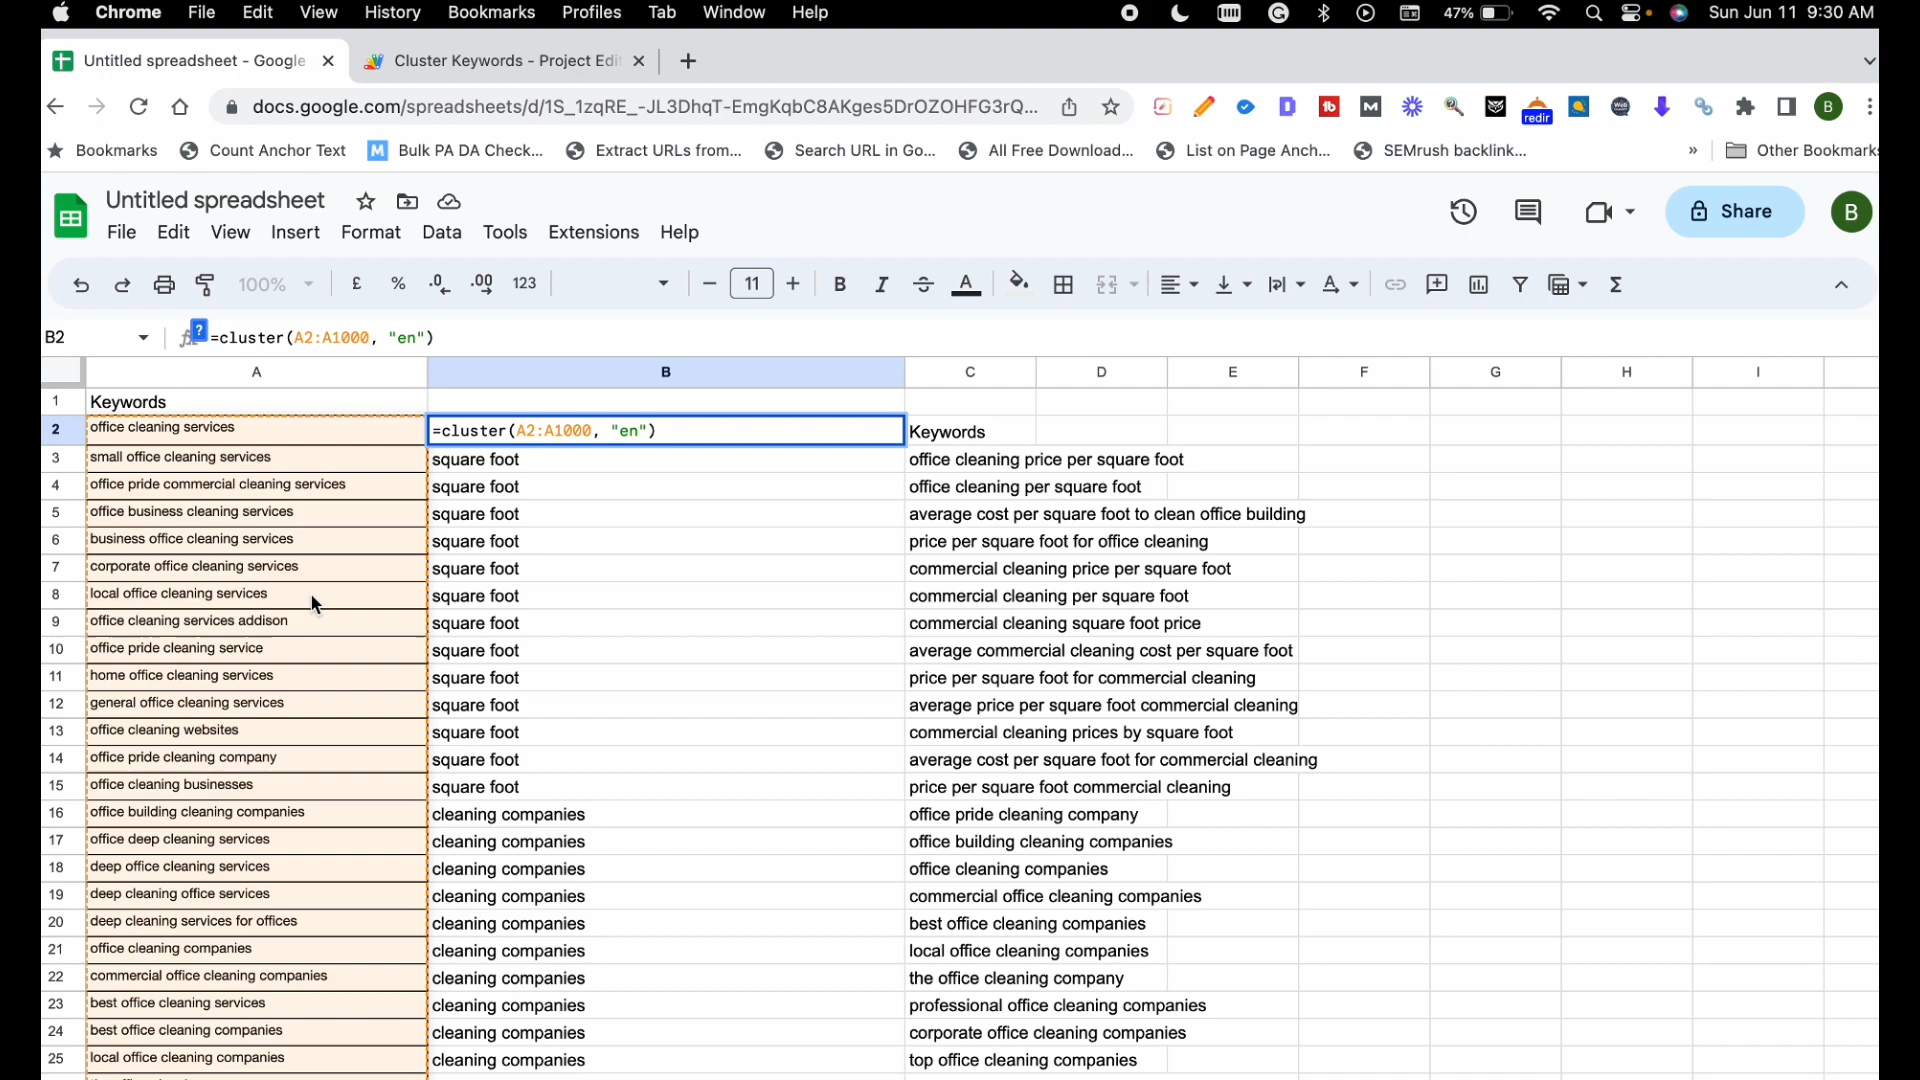 Chrome File Edit View History Bookmarks Profiles Tab Window Help 47% Sun Jun 11 9:30 AM
Untitled spreadsheet - Google Cluster Keywords - Project Edi
docs.google.com/spreadsheets/d/1S_1zqRE_-JL3DhqT-EmgKqbC8AKges5DrOZOHFG3rQ... redir B
Bookmarks Count Anchor Text Bulk PA DA Check... Extract URLs from... Search URL in Go... All Free Download... List on Page Anch... SEMrush backlink... » Other Bookmarks
Untitled spreadsheet Share B
File Edit View Insert Format Data Tools Extensions Help
100% £ % .0 .00 123 11 B I A
B2 =cluster(A2:A1000, "en")
A B C D E F G H I
1 Keywords
2 office cleaning services =cluster(A2:A1000, "en") Keywords
3 small office cleaning services square foot office cleaning price per square foot
4 office pride commercial cleaning services square foot office cleaning per square foot
5 office business cleaning services square foot average cost per square foot to clean office building
6 business office cleaning services square foot price per square foot for office cleaning
7 corporate office cleaning services square foot commercial cleaning price per square foot
8 local office cleaning services square foot commercial cleaning per square foot
9 office cleaning services addison square foot commercial cleaning square foot price
10 office pride cleaning service square foot average commercial cleaning cost per square foot
11 home office cleaning services square foot price per square foot for commercial cleaning
12 general office cleaning services square foot average price per square foot commercial cleaning
13 office cleaning websites square foot commercial cleaning prices by square foot
14 office pride cleaning company square foot average cost per square foot for commercial cleaning
15 office cleaning businesses square foot price per square foot commercial cleaning
16 office building cleaning companies cleaning companies office pride cleaning company
17 office deep cleaning services cleaning companies office building cleaning companies
18 deep office cleaning services cleaning companies office cleaning companies
19 deep cleaning office services cleaning companies commercial office cleaning companies
20 deep cleaning services for offices cleaning companies best office cleaning companies
21 office cleaning companies cleaning companies local office cleaning companies
22 commercial office cleaning companies cleaning companies the office cleaning company
23 best office cleaning services cleaning companies professional office cleaning companies
24 best office cleaning companies cleaning companies corporate office cleaning companies
25 local office cleaning companies cleaning companies top office cleaning companies